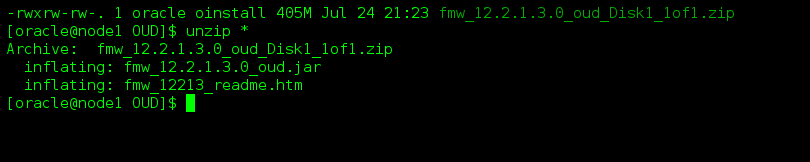 -rwxrw-rw-. 1 oracle oinstall 405M Jul 24 21:23 fmw_12.2.1.3.0_oud_Disk1_1of1.zip
[oracle@node1 OUD]$ unzip *
Archive:  fmw_12.2.1.3.0_oud_Disk1_1of1.zip
  inflating: fmw_12.2.1.3.0_oud.jar
  inflating: fmw_12213_readme.htm
[oracle@node1 OUD]$